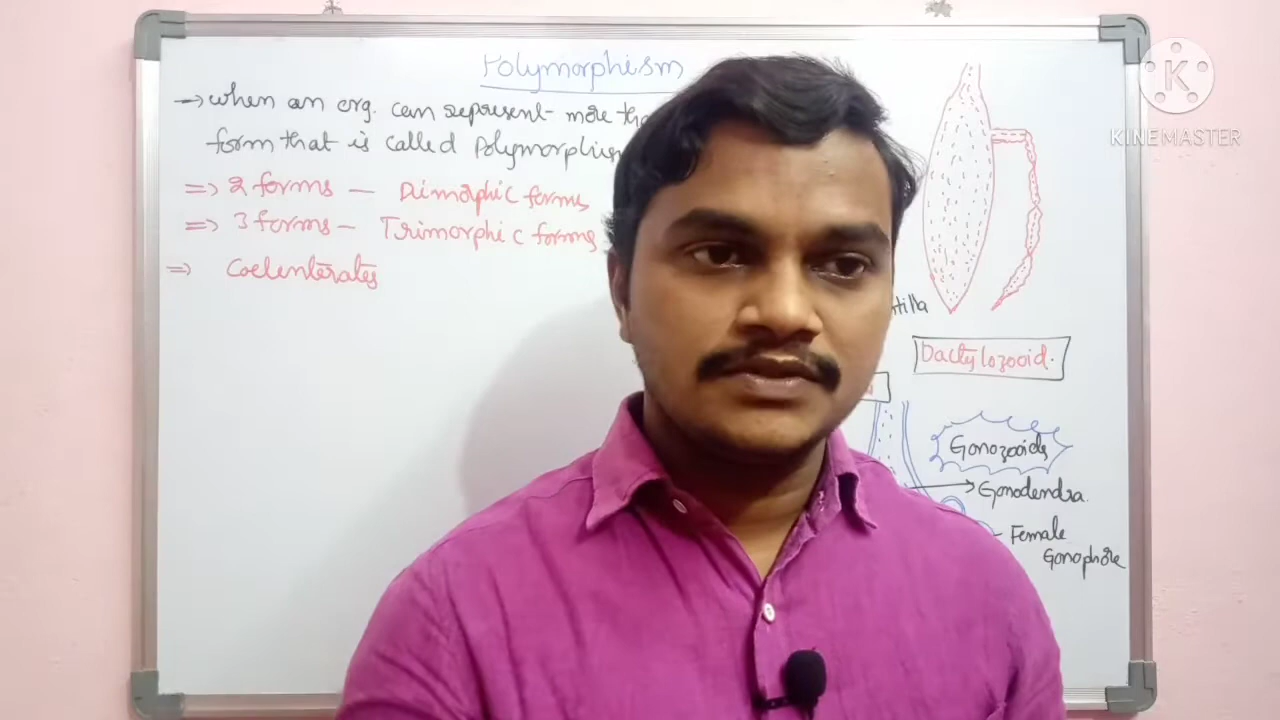 Polymorphism
→ when an org. can represent more
form that is called Polymorphism
=> 2 forms — Dimorphic forms
=> 3 forms — Trimorphic forms
=> Coelenterates
Dactylozooid.
Gonozooids
→ Gonodendra.
Female
Gonophore
KINEMASTER